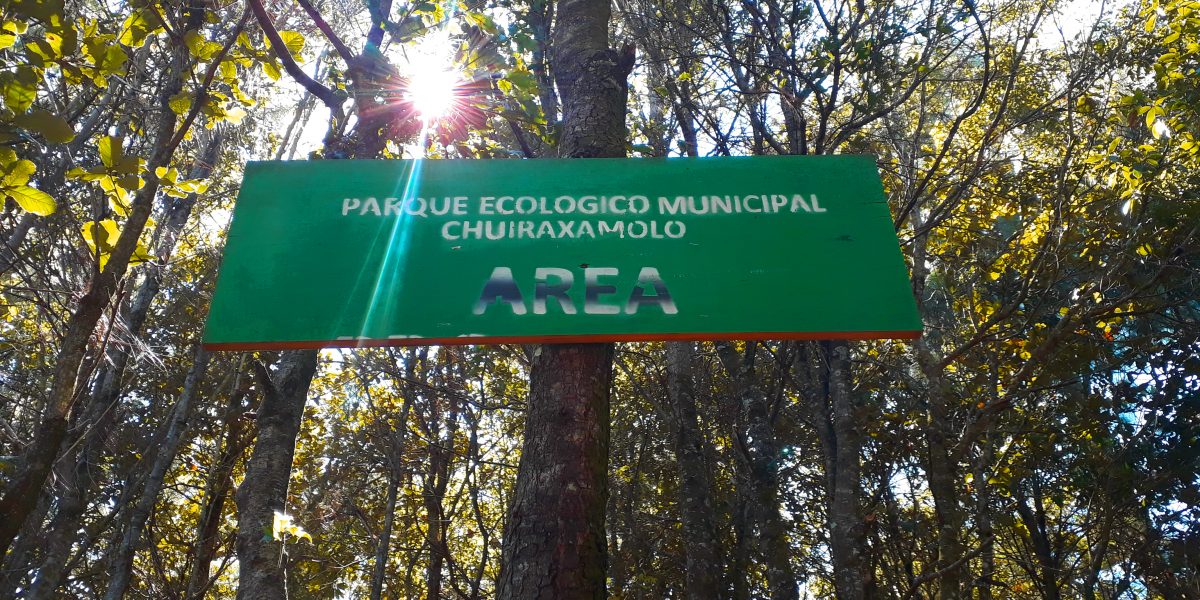 PARQUE ECOLOGICO MUNICIPAL
CHUIRAXAMOLO
AREA